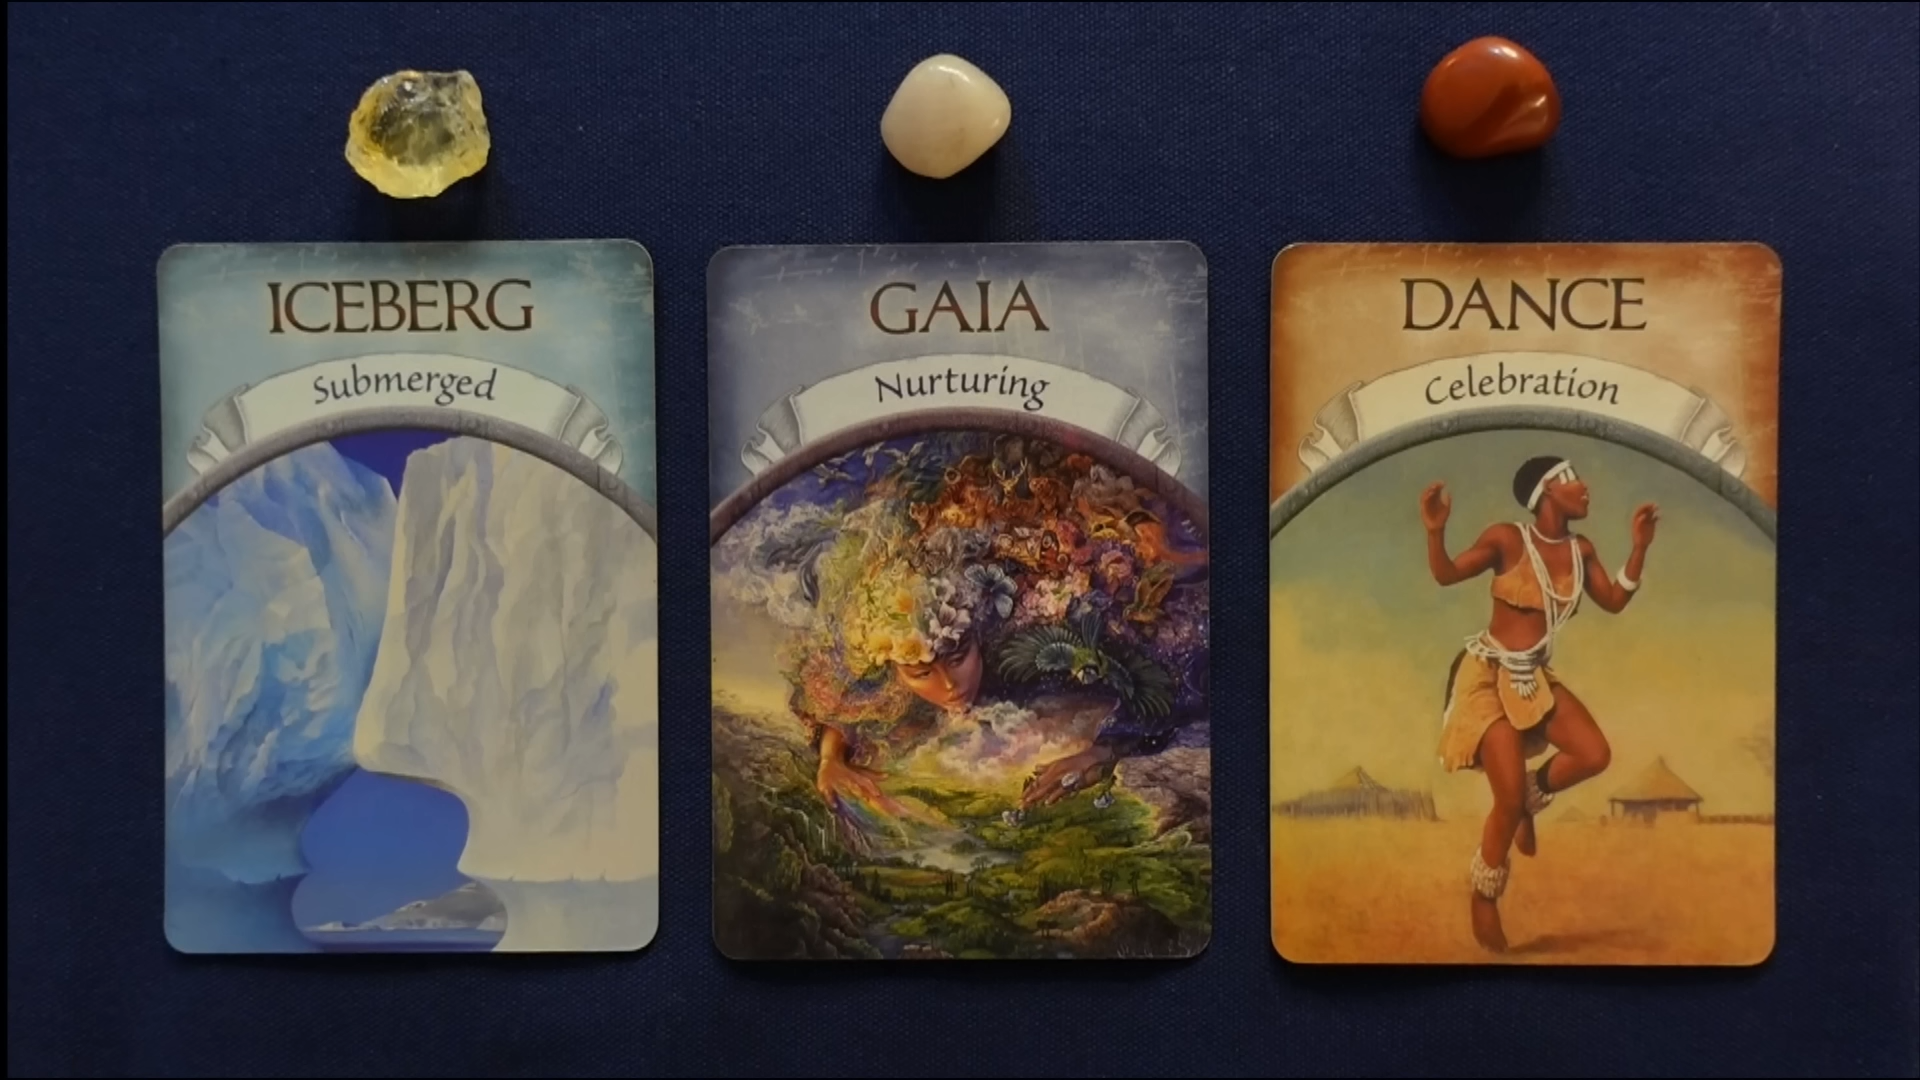 ICEBERG
Submerged
GAIA
Nurturing
DANCE
Celebration